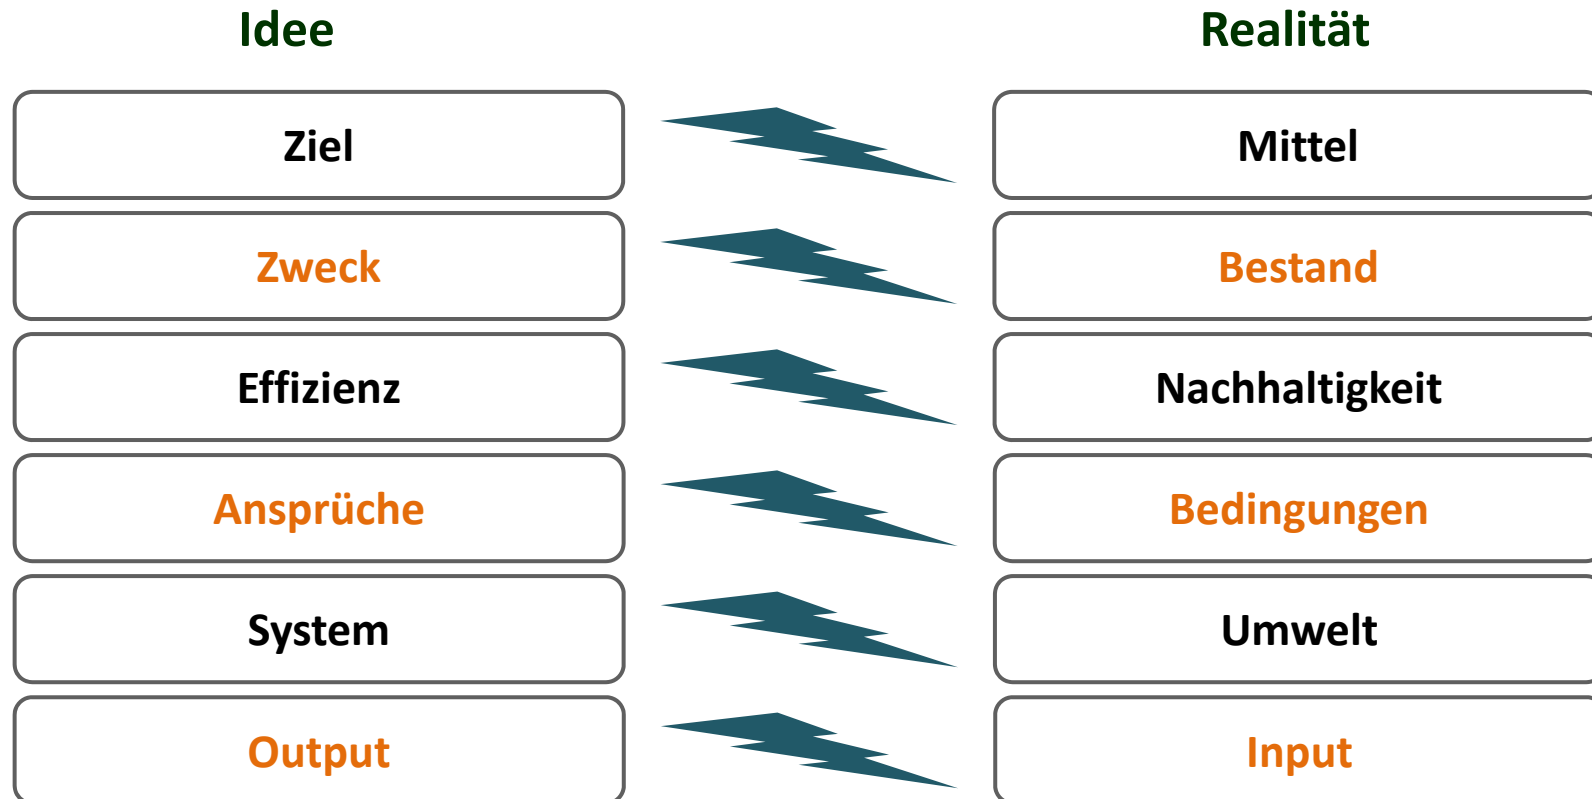 Idee Realität
Ziel Mittel
Zweck Bestand
Effizienz Nachhaltigkeit
Ansprüche Bedingungen
System Umwelt
Output Input